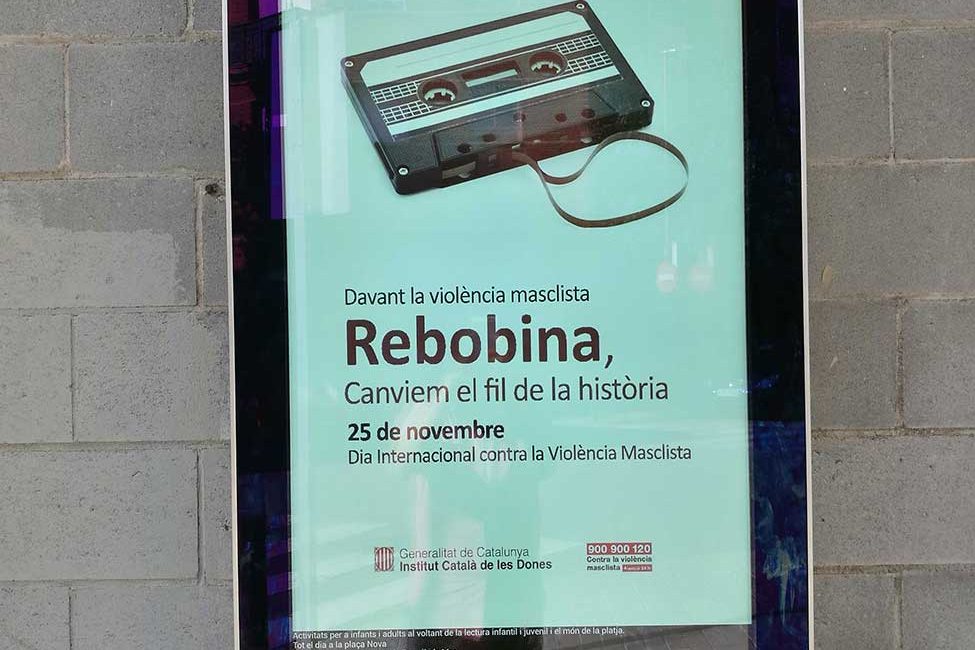 Davant la violència masclista
Rebobina,
Canviem el fil de la història
25 de novembre
Dia Internacional contra la Violència Masclista
Generalitat de Catalunya
Institut Català de les Dones
900 900 120
Contra la violència
masclista
Activitats per a infants i adults al voltant de la lectura infantil i juvenil i el món de la platja.
Tot el dia a la plaça Nova